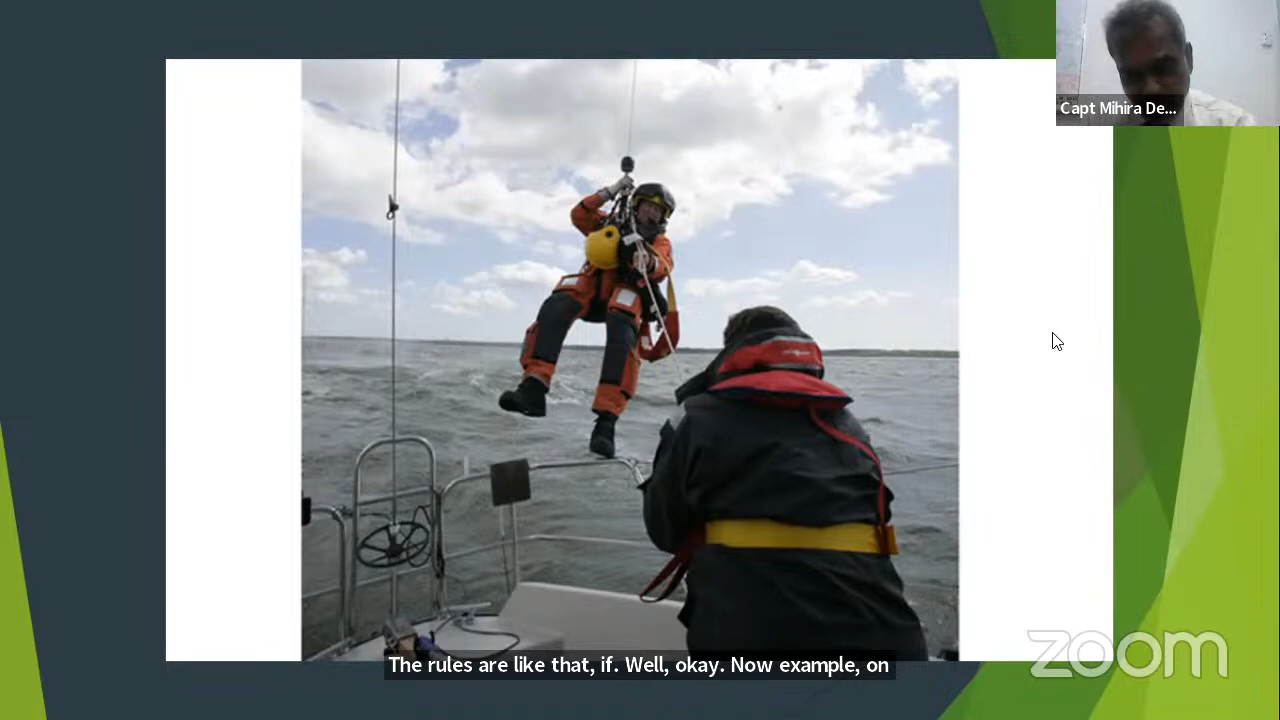 Capt Mihira De...
The rules are like that, if. Well, okay. Now example, on
zoom